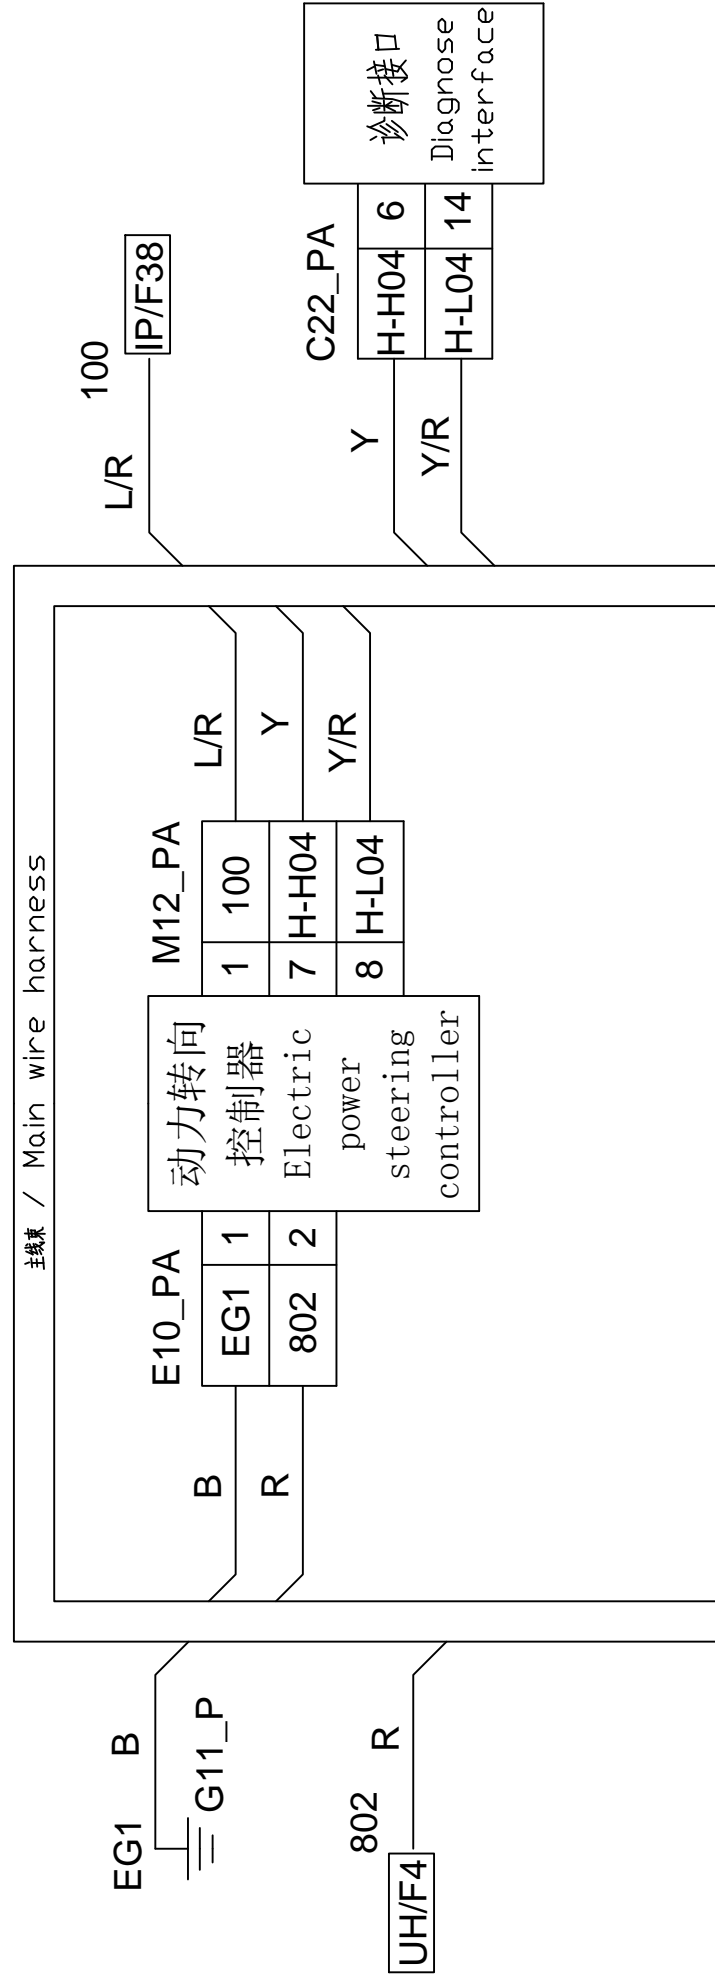 主线束 / Main wire harness
EG1
B
G11_P
802
R
UH/F4
B
R
E10_PA
EG1 1
802 2
动力转向
控制器
Electric
power
steering
controller
M12_PA
1 100
7 H-H04
8 H-L04
L/R
Y
Y/R
100
L/R
IP/F38
Y
Y/R
C22_PA
H-H04 6
H-L04 14
诊断接口
Diagnose
interface